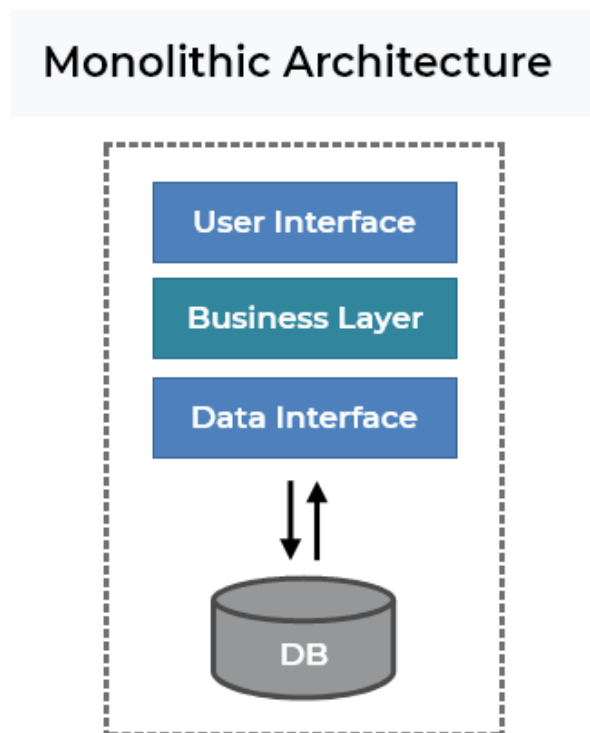 Monolithic Architecture
User Interface
Business Layer
Data Interface
DB